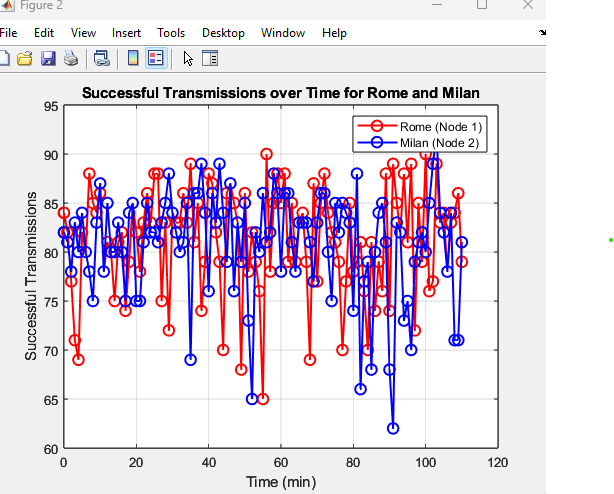 Figure 2
File Edit View Insert Tools Desktop Window Help
Successful Transmissions over Time for Rome and Milan
Rome (Node 1)
Milan (Node 2)
95
90
85
80
75
70
65
60
Successful Transmissions
0 20 40 60 80 100 120
Time (min)